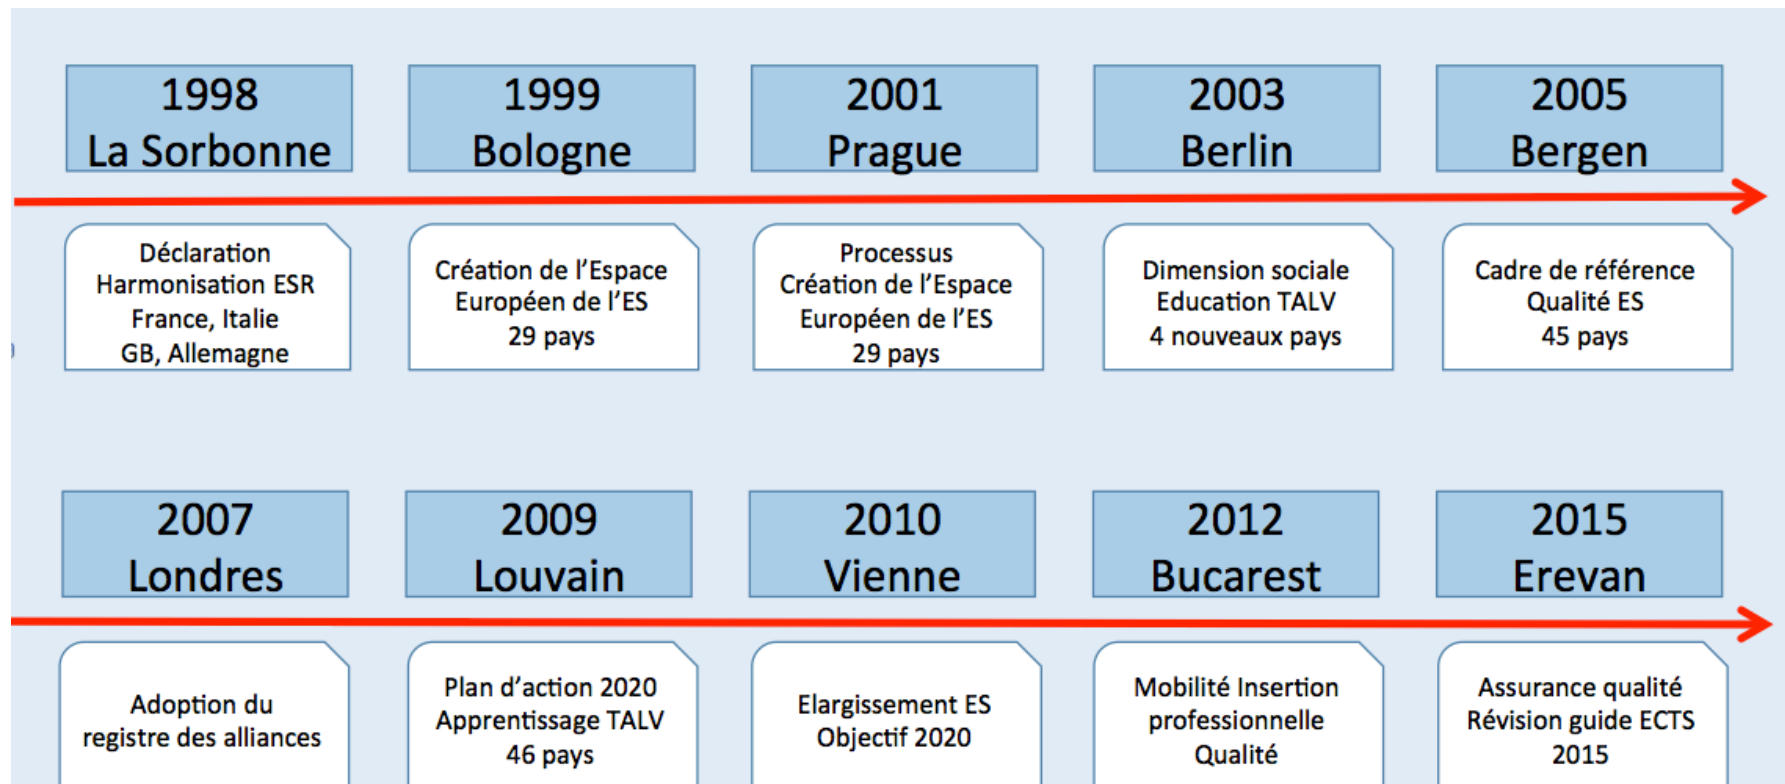 1998
La Sorbonne
1999
Bologne
2001
Prague
2003
Berlin
2005
Bergen
Déclaration
Harmonisation ESR
France, Italie
GB, Allemagne
Création de l’Espace
Européen de l’ES
29 pays
Processus
Création de l’Espace
Européen de l’ES
29 pays
Dimension sociale
Education TALV
4 nouveaux pays
Cadre de référence
Qualité ES
45 pays
2007
Londres
2009
Louvain
2010
Vienne
2012
Bucarest
2015
Erevan
Adoption du
registre des alliances
Plan d’action 2020
Apprentissage TALV
46 pays
Elargissement ES
Objectif 2020
Mobilité Insertion
professionnelle
Qualité
Assurance qualité
Révision guide ECTS
2015